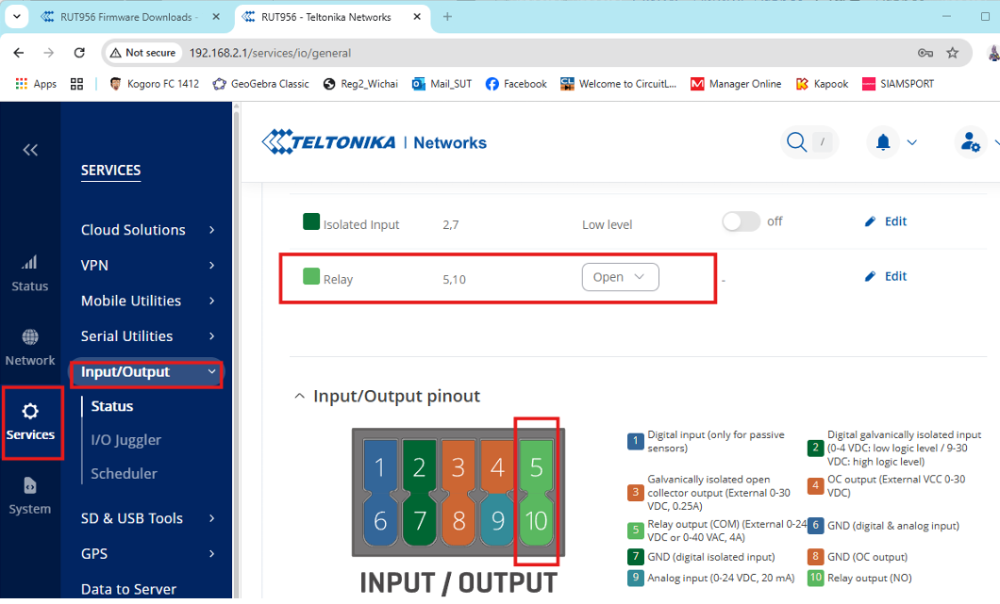 RUT956 Firmware Downloads -
RUT956 - Teltonika Networks
Not secure
192.168.2.1/services/io/general
Apps
Kogoro FC 1412
GeoGebra Classic
Reg2_Wichai
Mail_SUT
Facebook
Welcome to CircuitL...
Manager Online
Kapook
SIAMSPORT
TELTONIKA | Networks
/
SERVICES
Cloud Solutions
VPN
Mobile Utilities
Serial Utilities
Input/Output
Status
I/O Juggler
Scheduler
SD & USB Tools
GPS
Data to Server
Status
Network
Services
System
Isolated Input 2,7 Low level off Edit
Relay 5,10 Open - Edit
Input/Output pinout
1 2 3 4 5
6 7 8 9 10
INPUT / OUTPUT
1 Digital input (only for passive
sensors)
2 Digital galvanically isolated input
(0-4 VDC: low logic level / 9-30
VDC: high logic level)
3 Galvanically isolated open
collector output (External 0-30
VDC, 0.25A)
4 OC output (External VCC 0-30
VDC)
5 Relay output (COM) (External 0-24
VDC or 0-40 VAC, 4A)
6 GND (digital & analog input)
7 GND (digital isolated input)
8 GND (OC output)
9 Analog input (0-24 VDC, 20 mA)
10 Relay output (NO)